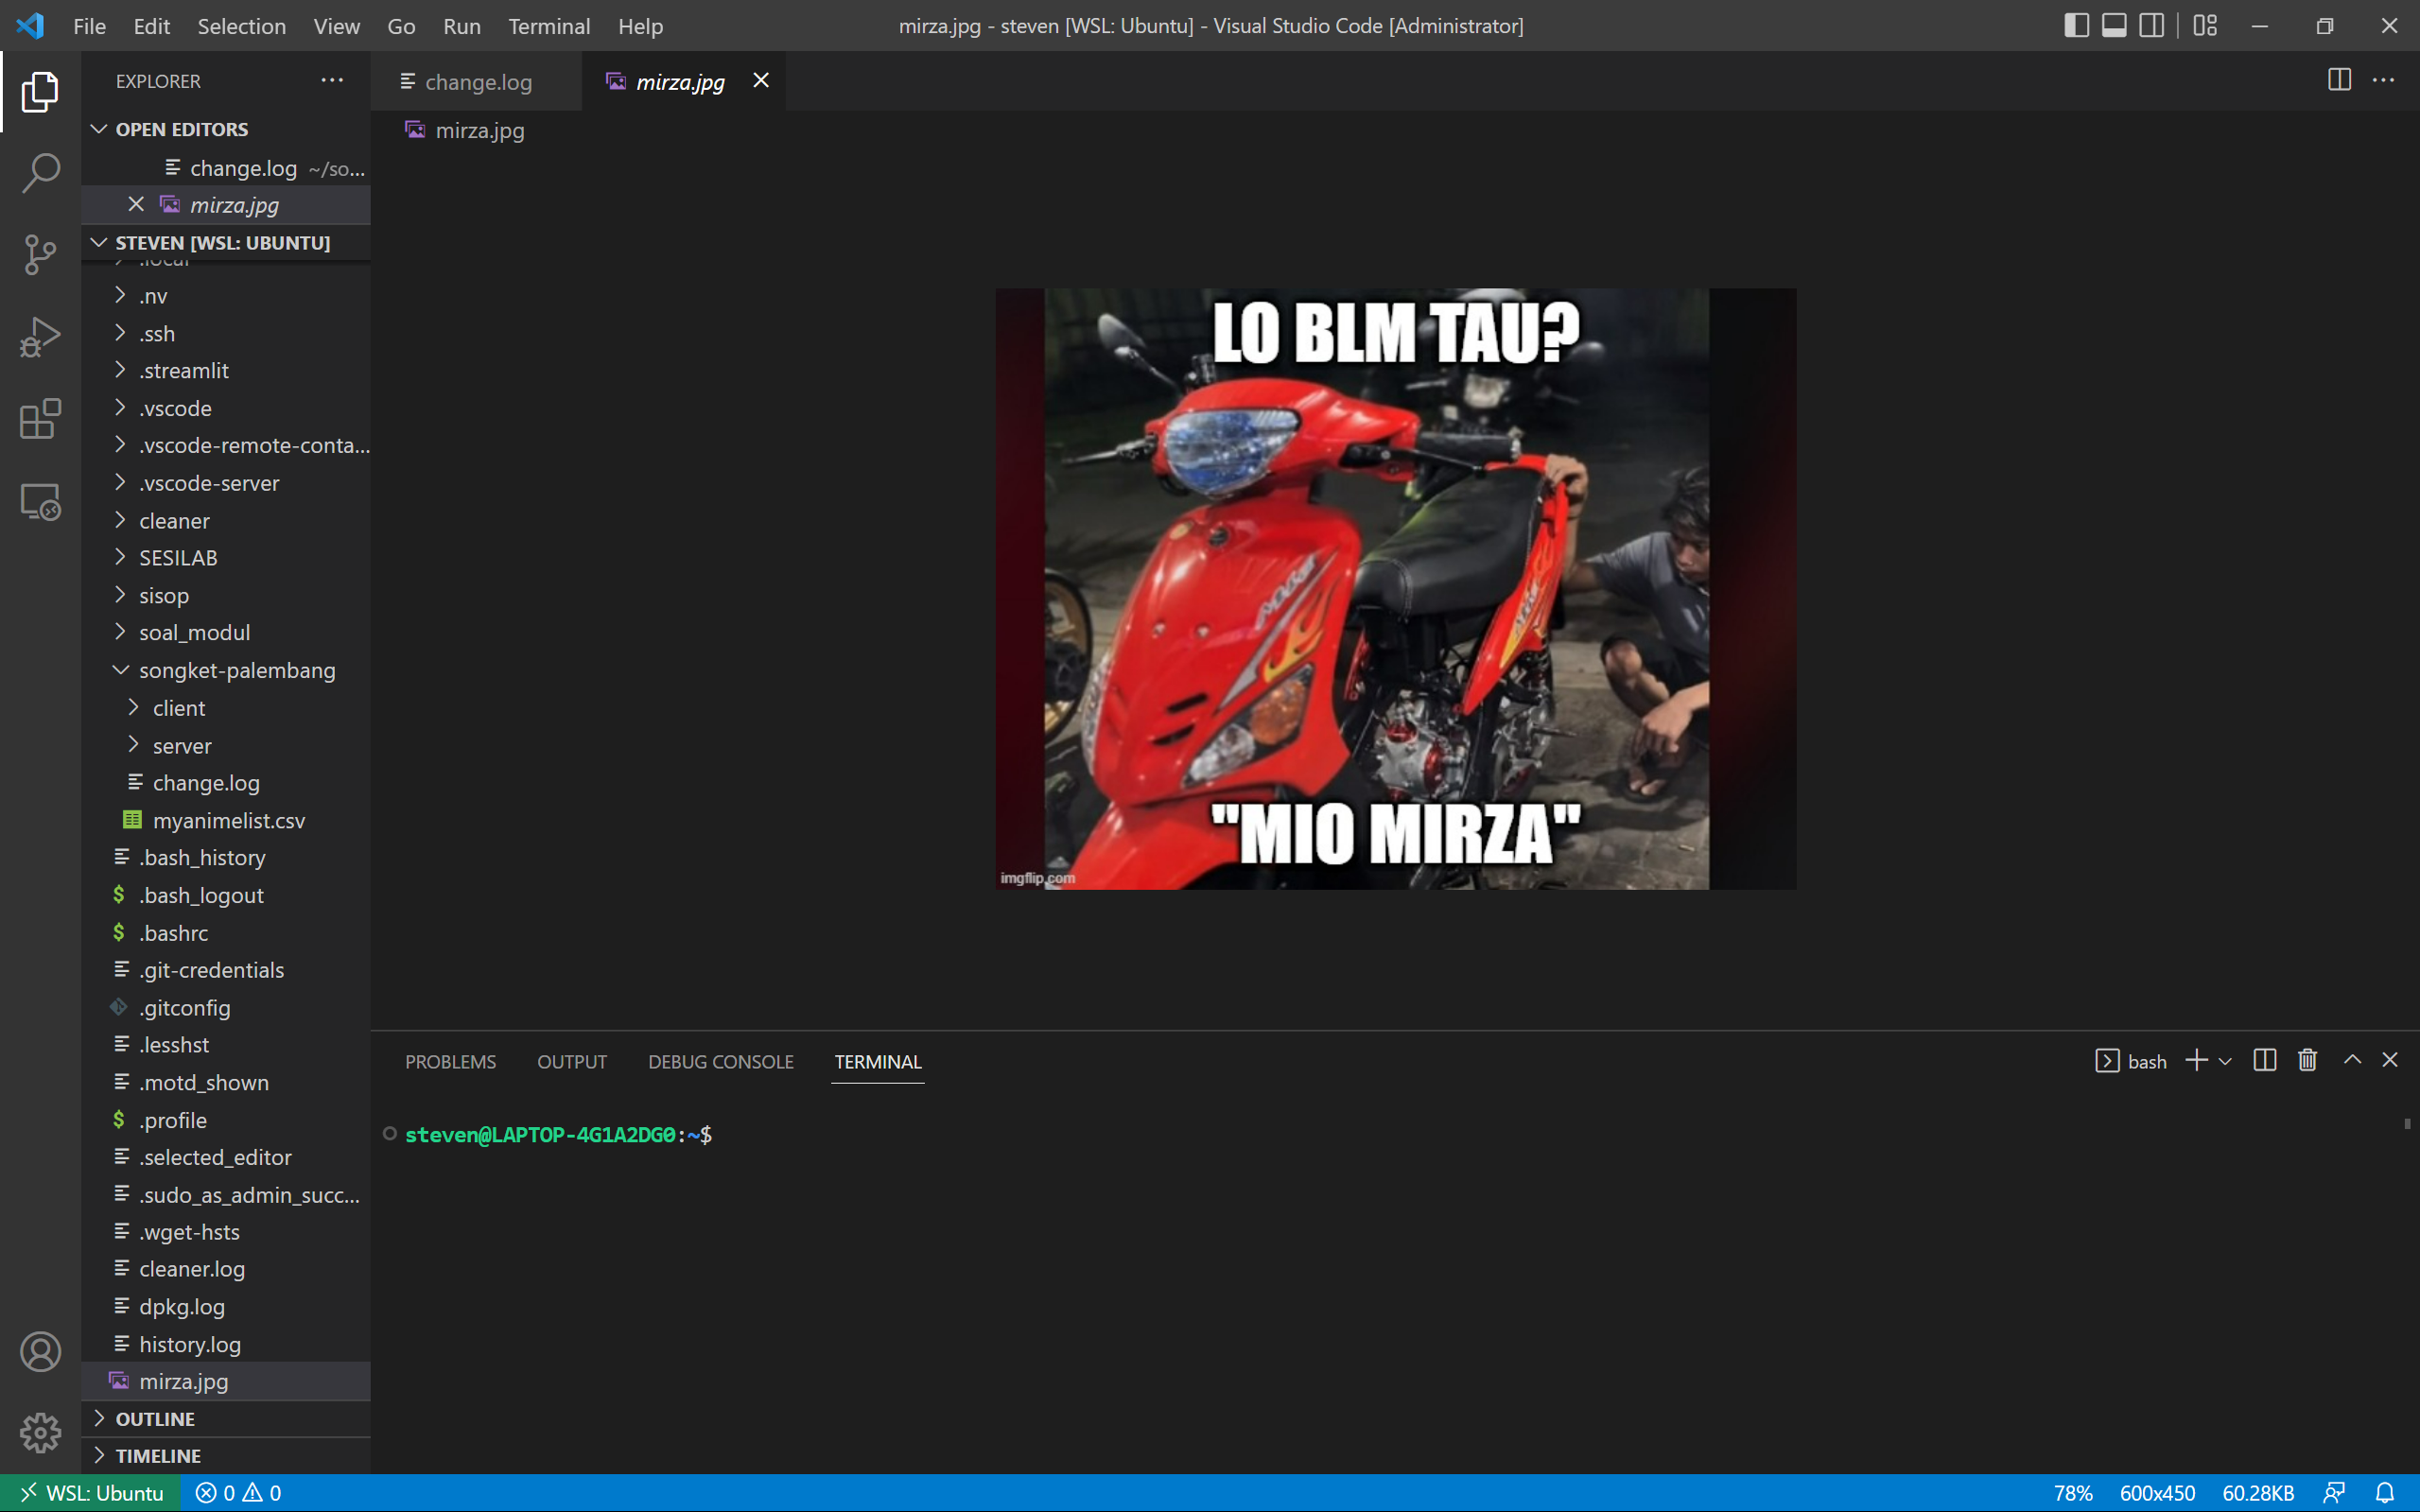 File Edit Selection View Go Run Terminal Help
mirza.jpg - steven [WSL: Ubuntu] - Visual Studio Code [Administrator]
EXPLORER
OPEN EDITORS
change.log ~/so...
mirza.jpg
STEVEN [WSL: UBUNTU]
.local
.nv
.ssh
.streamlit
.vscode
.vscode-remote-conta...
.vscode-server
cleaner
SESILAB
sisop
soal_modul
songket-palembang
client
server
change.log
myanimelist.csv
.bash_history
.bash_logout
.bashrc
.git-credentials
.gitconfig
.lesshst
.motd_shown
.profile
.selected_editor
.sudo_as_admin_succ...
.wget-hsts
cleaner.log
dpkg.log
history.log
mirza.jpg
OUTLINE
TIMELINE
change.log mirza.jpg
mirza.jpg
LO BLM TAU?
"MIO MIRZA"
imgflip.com
PROBLEMS OUTPUT DEBUG CONSOLE TERMINAL
bash
steven@LAPTOP-4G1A2DG0:~$
WSL: Ubuntu 0 0
78% 600x450 60.28KB